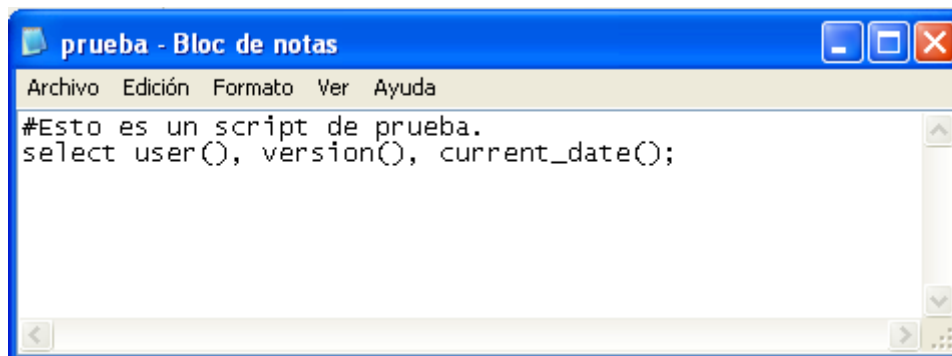 prueba - Bloc de notas
Archivo Edición Formato Ver Ayuda
#Esto es un script de prueba.
select user(), version(), current_date();